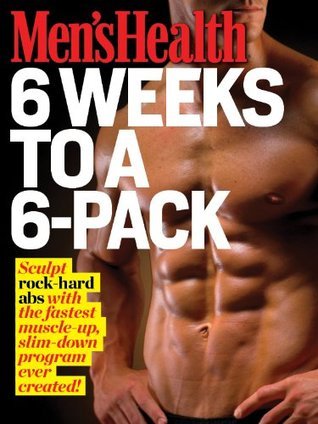 Men'sHealth
6 WEEKS
TO A
6-PACK
Sculpt
rock-hard
abs with
the fastest
muscle-up,
slim-down
program
ever
created!